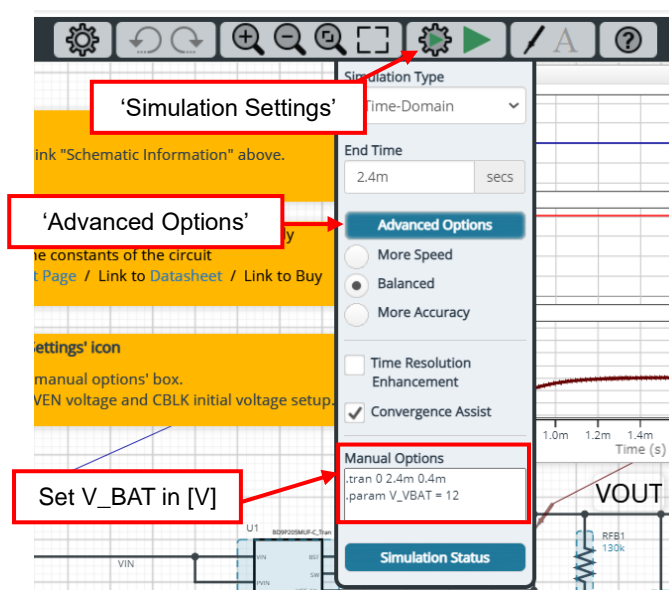 ‘Simulation Settings’
Simulation Type
Time-Domain
ink "Schematic Information" above.
End Time
2.4m
secs
‘Advanced Options’
Advanced Options
ly
he constants of the circuit
t Page / Link to Datasheet / Link to Buy
More Speed
Balanced
More Accuracy
ettings' icon
manual options' box.
VEN voltage and CBLK initial voltage setup.
Time Resolution
Enhancement
Convergence Assist
1.0m 1.2m 1.4m
Time (s)
Manual Options
.tran 0 2.4m 0.4m
.param V_VBAT = 12
Set V_BAT in [V]
VOUT
U1
BD9P205MUF-C_Tran
RFB1
130k
VIN
VIN
BST
SW
PVIN
Simulation Status
A
?